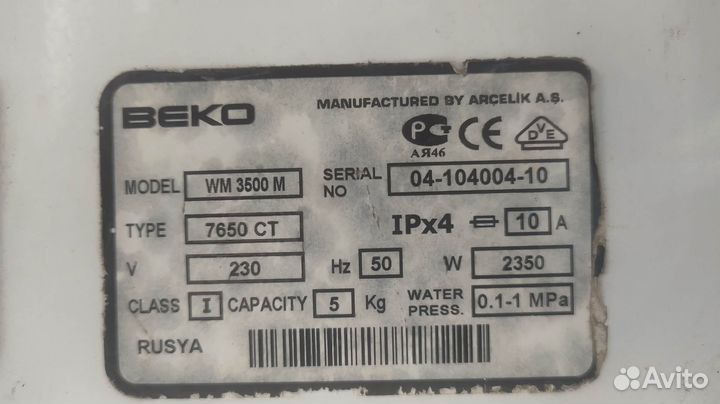 BEKO
MANUFACTURED BY ARÇELİK A.Ş.
АЯ46
MODEL WM 3500 M SERIAL NO 04-104004-10
TYPE 7650 CT IPx4 10 A
V 230 Hz 50 W 2350
CLASS I CAPACITY 5 Kg WATER PRESS. 0.1-1 MPa
RUSYA
Avito